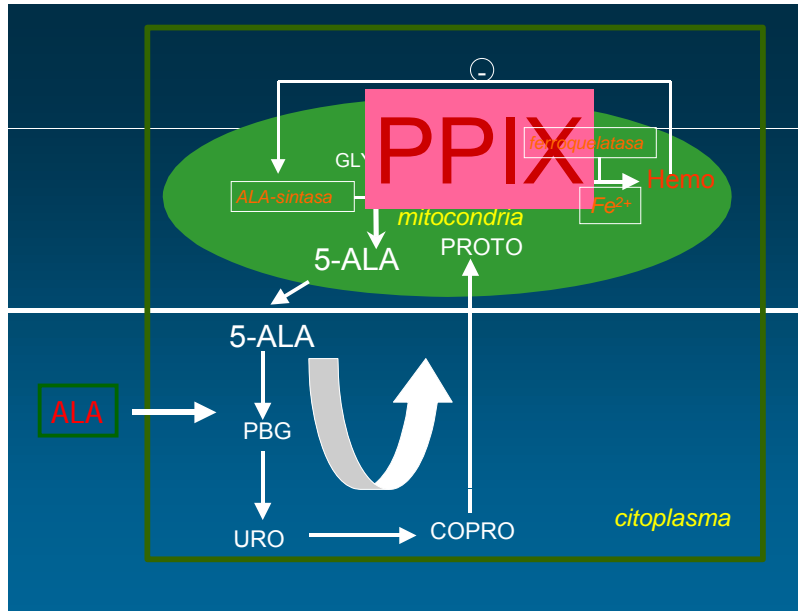 -
PPIX
ferroquelatasa
GLY
Hemo
ALA-sintasa
Fe²⁺
mitocondria
PROTO
5-ALA
5-ALA
ALA
PBG
citoplasma
COPRO
URO